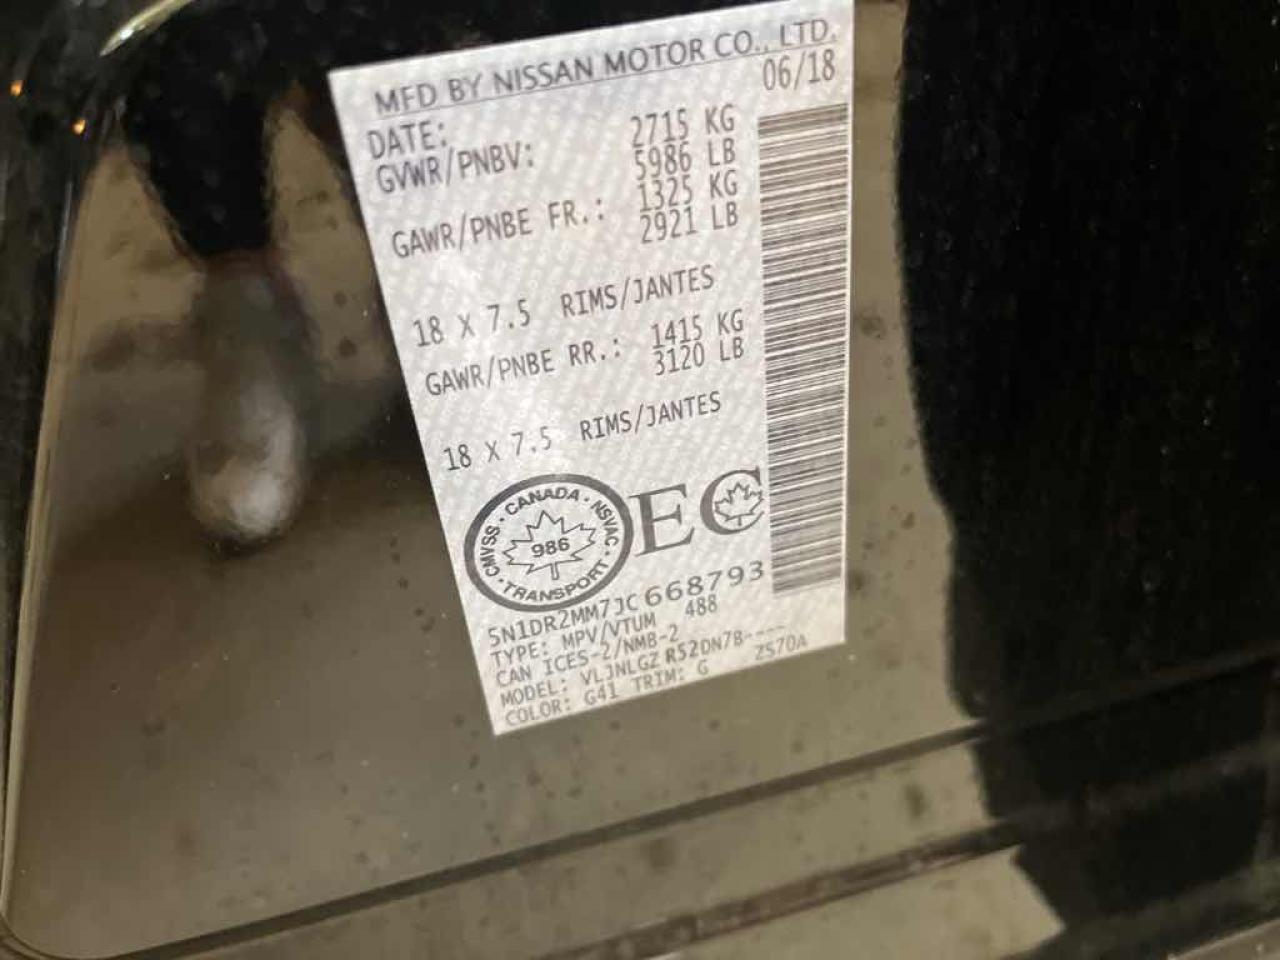 MFD BY NISSAN MOTOR CO., LTD.
DATE: 06/18
GVWR/PNBV: 2715 KG
5986 LB
GAWR/PNBE FR.: 1325 KG
2921 LB
18 X 7.5 RIMS/JANTES
GAWR/PNBE RR.: 1415 KG
3120 LB
18 X 7.5 RIMS/JANTES
CMVSS · CANADA · NSVAC · TRANSPORT ·
986
EC
5N1DR2MM7JC668793
TYPE: MPV/VTUM 488
CAN ICES-2/NMB-2
MODEL: VLJNLGZ R52DN7B----
COLOR: G41 TRIM: G ZS70A